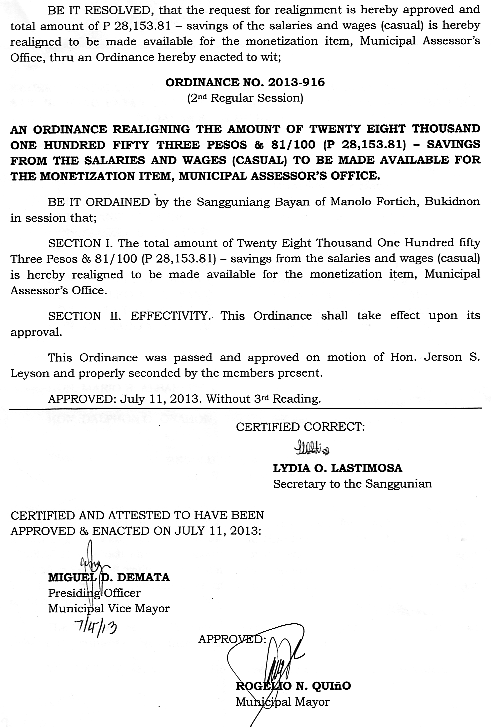 BE IT RESOLVED, that the request for realignment is hereby approved and
total amount of P 28,153.81 – savings of the salaries and wages (casual) is hereby
realigned to be made available for the monetization item, Municipal Assessor's
Office, thru an Ordinance hereby enacted to wit;
ORDINANCE NO. 2013-916
(2nd Regular Session)
AN ORDINANCE REALIGNING THE AMOUNT OF TWENTY EIGHT THOUSAND
ONE HUNDRED FIFTY THREE PESOS & 81/100 (P 28,153.81) – SAVINGS
FROM THE SALARIES AND WAGES (CASUAL) TO BE MADE AVAILABLE FOR
THE MONETIZATION ITEM, MUNICIPAL ASSESSOR'S OFFICE.
BE IT ORDAINED by the Sangguniang Bayan of Manolo Fortich, Bukidnon
in session that;
SECTION I. The total amount of Twenty Eight Thousand One Hundred fifty
Three Pesos & 81/100 (P 28,153.81) – savings from the salaries and wages (casual)
is hereby realigned to be made available for the monetization item, Municipal
Assessor's Office.
SECTION II. EFFECTIVITY. This Ordinance shall take effect upon its
approval.
This Ordinance was passed and approved on motion of Hon. Jerson S.
Leyson and properly seconded by the members present.
APPROVED: July 11, 2013. Without 3rd Reading.
CERTIFIED CORRECT:
LYDIA O. LASTIMOSA
Secretary to the Sanggunian
CERTIFIED AND ATTESTED TO HAVE BEEN
APPROVED & ENACTED ON JULY 11, 2013:
MIGUEL D. DEMATA
Presiding Officer
Municipal Vice Mayor
APPROVED:
ROGELIO N. QUIÑO
Municipal Mayor